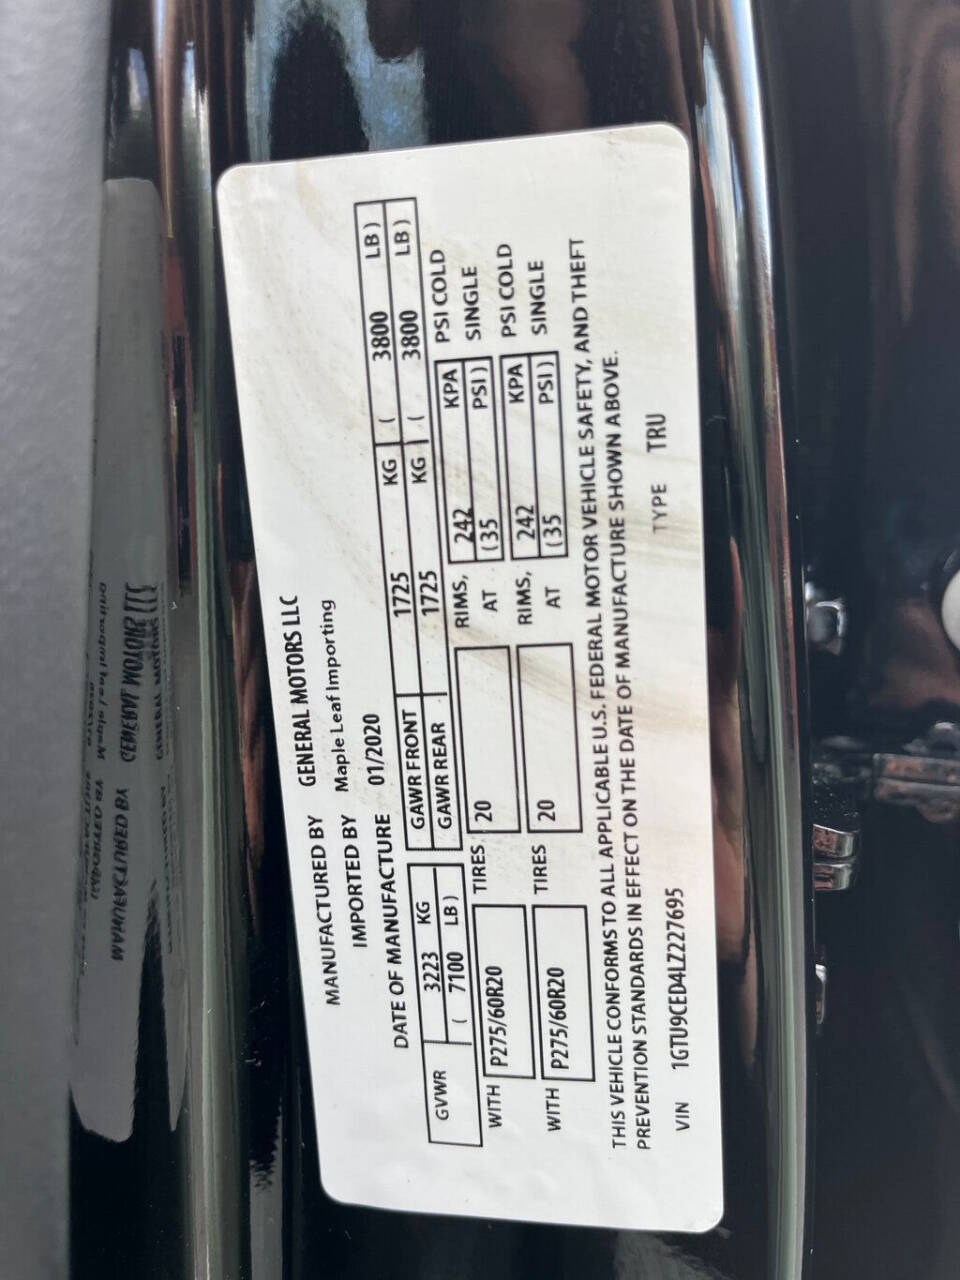 MANUFACTURED BY GENERAL MOTORS LLC
IMPORTED BY Maple Leaf Importing
DATE OF MANUFACTURE 01/2020
GVWR 3223 KG GAWR FRONT 1725 KG ( 3800 LB )
( 7100 LB ) GAWR REAR 1725 KG ( 3800 LB )
WITH P275/60R20 TIRES, 20 RIMS, AT 242 KPA (35 PSI ) PSI COLD SINGLE
WITH P275/60R20 TIRES 20 RIMS, AT 242 KPA (35 PSI ) PSI COLD SINGLE
THIS VEHICLE CONFORMS TO ALL APPLICABLE U.S. FEDERAL MOTOR VEHICLE SAFETY, AND THEFT
PREVENTION STANDARDS IN EFFECT ON THE DATE OF MANUFACTURE SHOWN ABOVE.
VIN 1GTU9CED4LZ227695 TYPE TRU